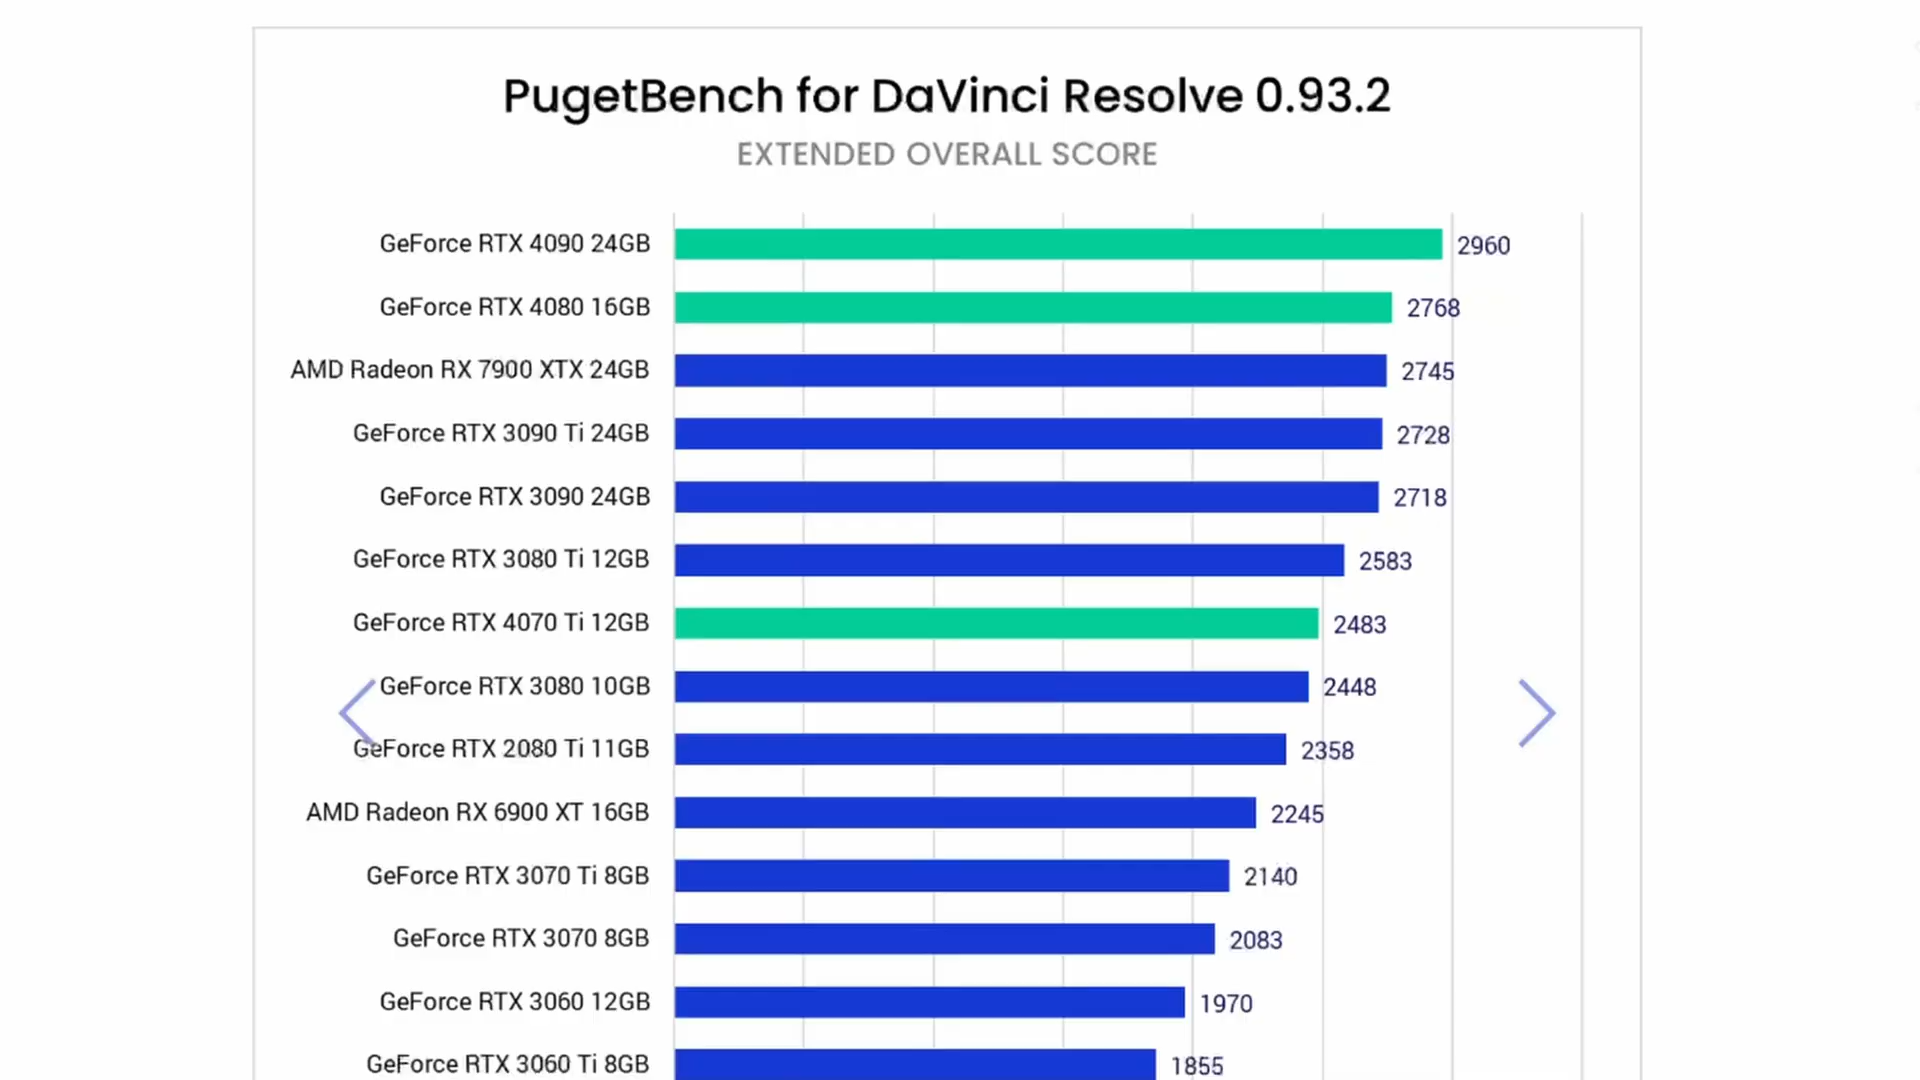 PugetBench for DaVinci Resolve 0.93.2
EXTENDED OVERALL SCORE
GeForce RTX 4090 24GB 2960
GeForce RTX 4080 16GB 2768
AMD Radeon RX 7900 XTX 24GB 2745
GeForce RTX 3090 Ti 24GB 2728
GeForce RTX 3090 24GB 2718
GeForce RTX 3080 Ti 12GB 2583
GeForce RTX 4070 Ti 12GB 2483
GeForce RTX 3080 10GB 2448
GeForce RTX 2080 Ti 11GB 2358
AMD Radeon RX 6900 XT 16GB 2245
GeForce RTX 3070 Ti 8GB 2140
GeForce RTX 3070 8GB 2083
GeForce RTX 3060 12GB 1970
GeForce RTX 3060 Ti 8GB 1855